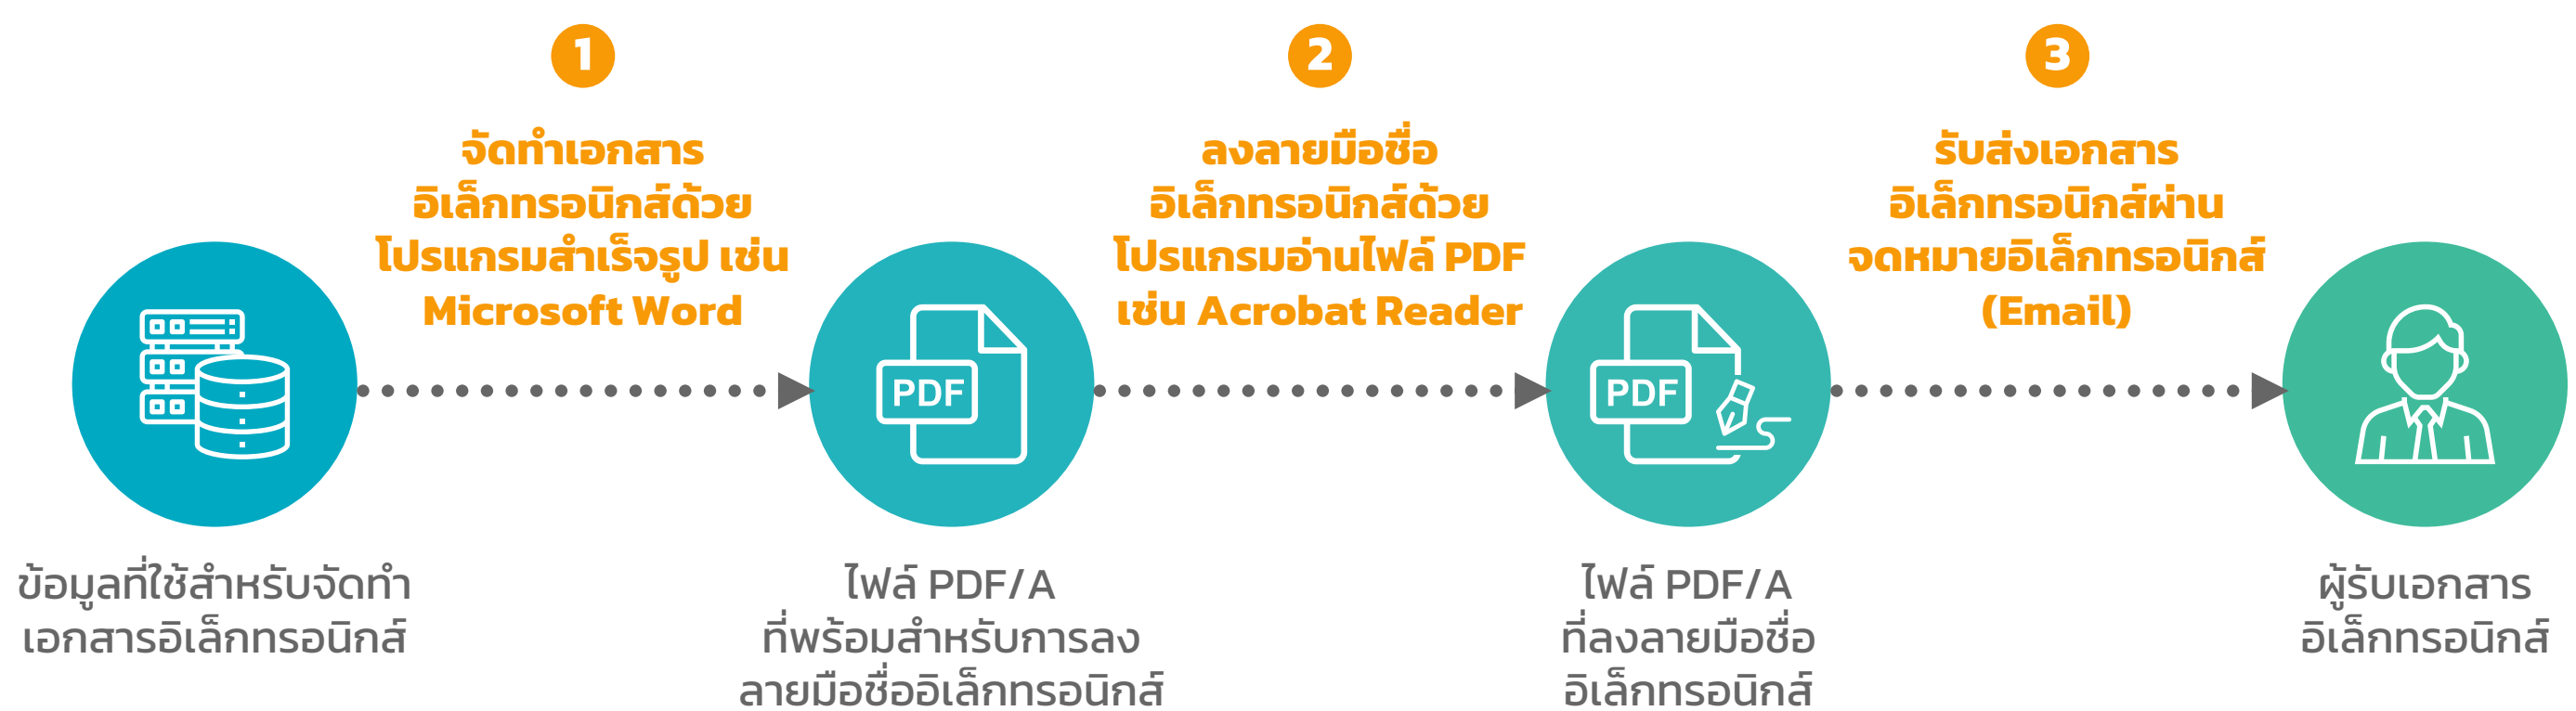 1
จัดทำเอกสาร
อิเล็กทรอนิกส์ด้วย
โปรแกรมสำเร็จรูป เช่น
Microsoft Word
2
ลงลายมือชื่อ
อิเล็กทรอนิกส์ด้วย
โปรแกรมอ่านไฟล์ PDF
เช่น Acrobat Reader
3
รับส่งเอกสาร
อิเล็กทรอนิกส์ผ่าน
จดหมายอิเล็กทรอนิกส์
(Email)
PDF
PDF
ข้อมูลที่ใช้สำหรับจัดทำ
เอกสารอิเล็กทรอนิกส์
ไฟล์ PDF/A
ที่พร้อมสำหรับการลง
ลายมือชื่ออิเล็กทรอนิกส์
ไฟล์ PDF/A
ที่ลงลายมือชื่อ
อิเล็กทรอนิกส์
ผู้รับเอกสาร
อิเล็กทรอนิกส์